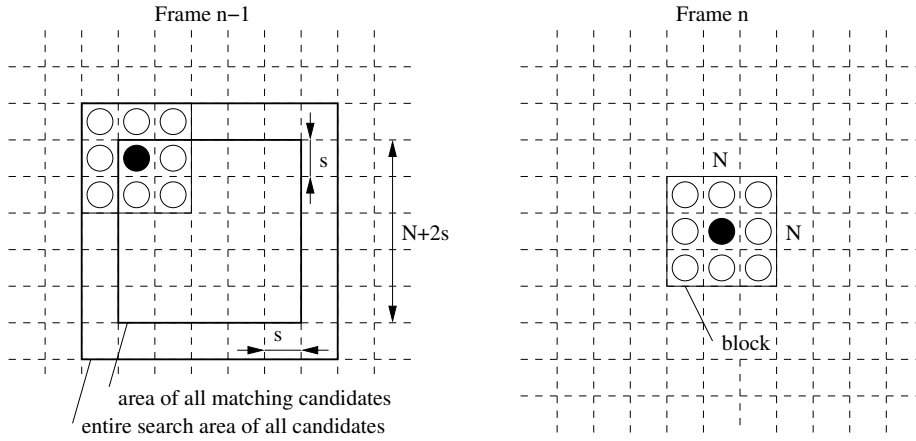 Frame n−1
Frame n
s
N
N+2s
N
s
block
area of all matching candidates
entire search area of all candidates